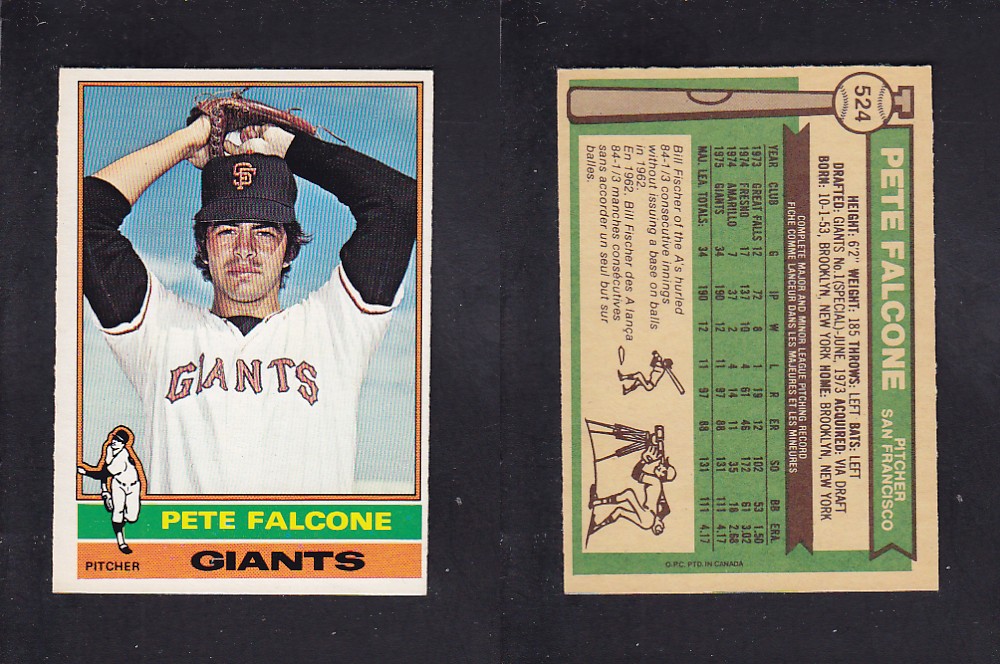 SF
GIANTS
PETE FALCONE
PITCHER
GIANTS
524
PETE FALCONE
PITCHER
SAN FRANCISCO
HEIGHT: 6'2" WEIGHT: 185 THROWS: LEFT BATS: LEFT
DRAFTED: GIANTS No.1(SPECIAL)-JUNE, 1973 ACQUIRED: VIA DRAFT
BORN: 10-1-53, BROOKLYN, NEW YORK HOME: BROOKLYN, NEW YORK
COMPLETE MAJOR AND MINOR LEAGUE PITCHING RECORD
FICHE COMME LANCEUR DANS LES MAJEURES ET LES MINEURES
YEAR CLUB G IP W L R ER SO BB ERA.
1973 GREAT FALLS 12 72 8 1 19 12 102 53 1.50
1974 FRESNO 17 137 10 4 61 46 172 61 3.02
1974 AMARILLO 7 37 2 4 14 11 35 18 2.68
1975 GIANTS 34 190 12 11 97 88 131 111 4.17
MAJ. LEA. TOTALS: 34 190 12 11 97 88 131 111 4.17
Bill Fischer of the A's hurled
84-1/3 consecutive innings
without issuing a base on balls
in 1962.
En 1962, Bill Fischer des A lança
84-1/3 manches consécutives
sans accorder un seul but sur
balles.
O.P.C. PTD. IN CANADA